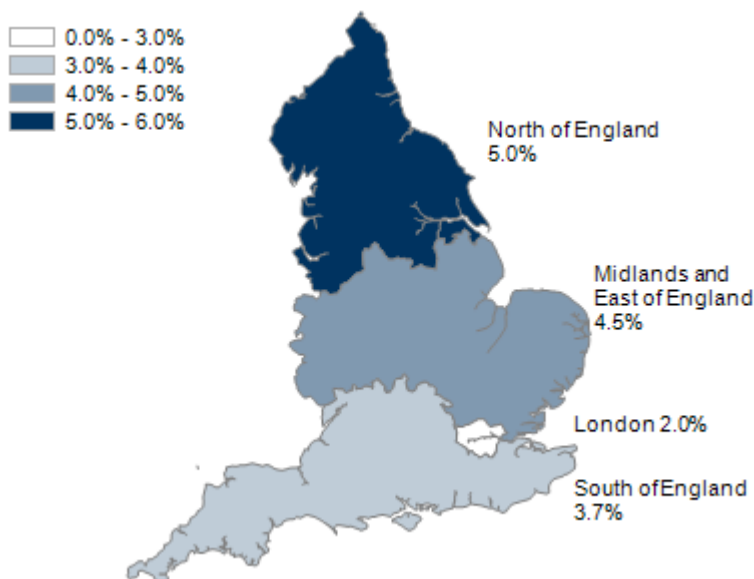 0.0% - 3.0%
3.0% - 4.0%
4.0% - 5.0%
5.0% - 6.0%
North of England
5.0%
Midlands and
East of England
4.5%
London 2.0%
South of England
3.7%